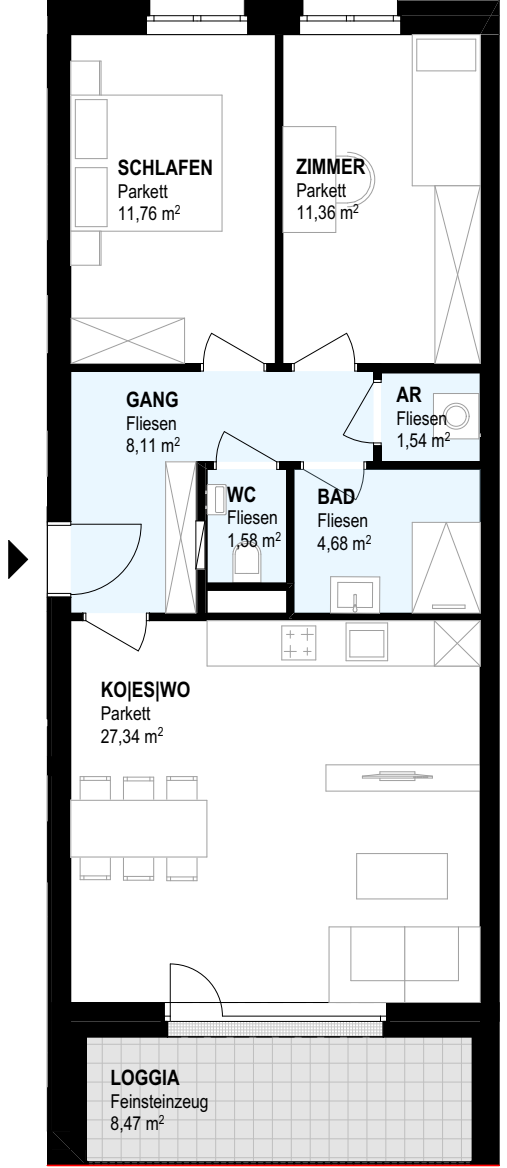 SCHLAFEN
Parkett
11,76 m²
ZIMMER
Parkett
11,36 m²
GANG
Fliesen
8,11 m²
AR
Fliesen
1,54 m²
WC
Fliesen
1,58 m²
BAD
Fliesen
4,68 m²
KO|ES|WO
Parkett
27,34 m²
LOGGIA
Feinsteinzeug
8,47 m²